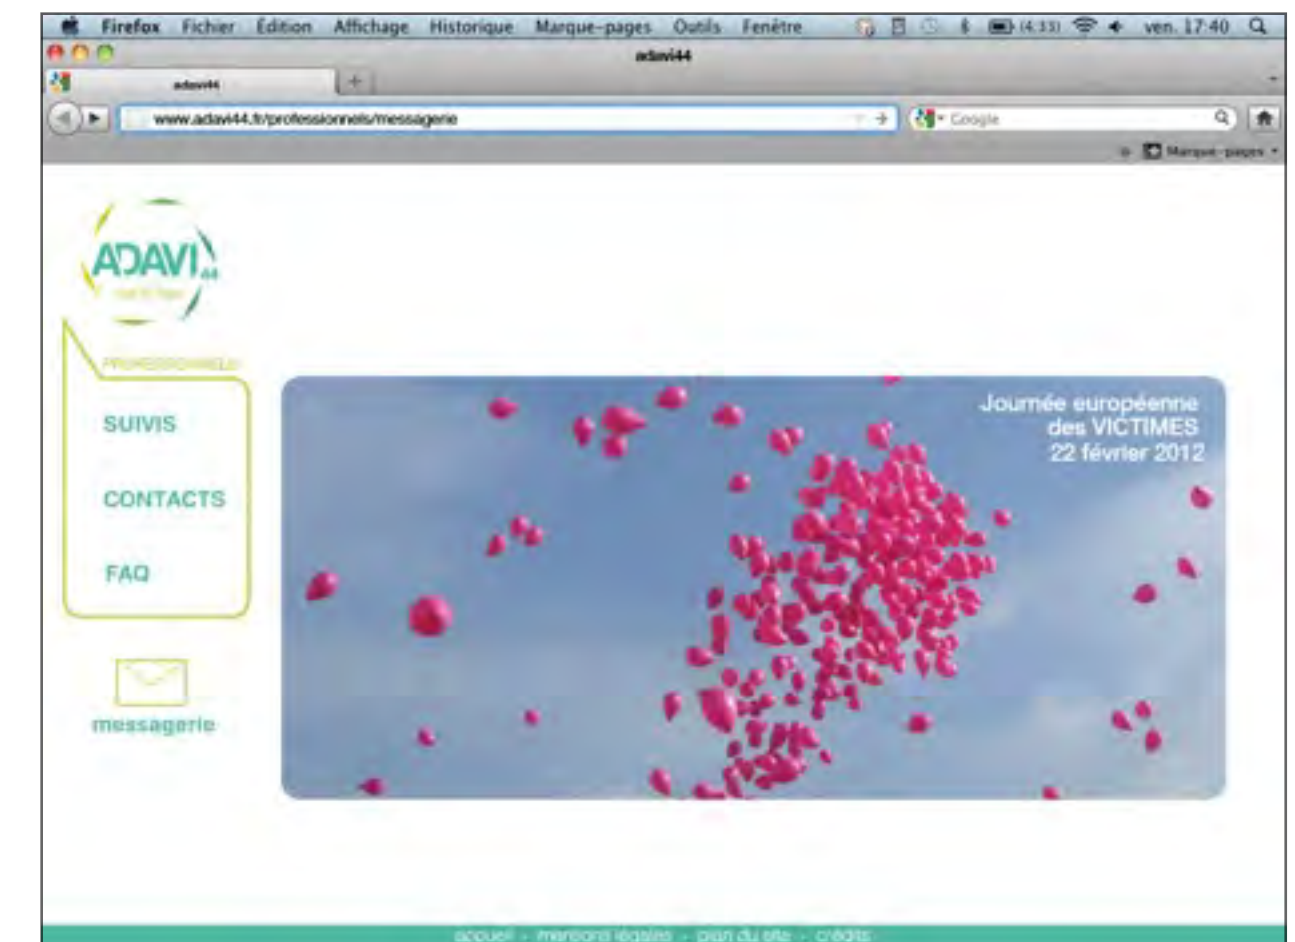 Firefox Fichier Édition Affichage Historique Marque-pages Outils Fenêtre (4:33) ven. 17:40
adavi44
adavi44
www.adavi44.fr/professionnels/messagerie
Google
Marque-pages
ADAVI 44
PROFESSIONNELS
SUIVIS
CONTACTS
FAQ
messagerie
Journée européenne
des VICTIMES
22 février 2012
accueil - mentions légales - plan du site - crédits